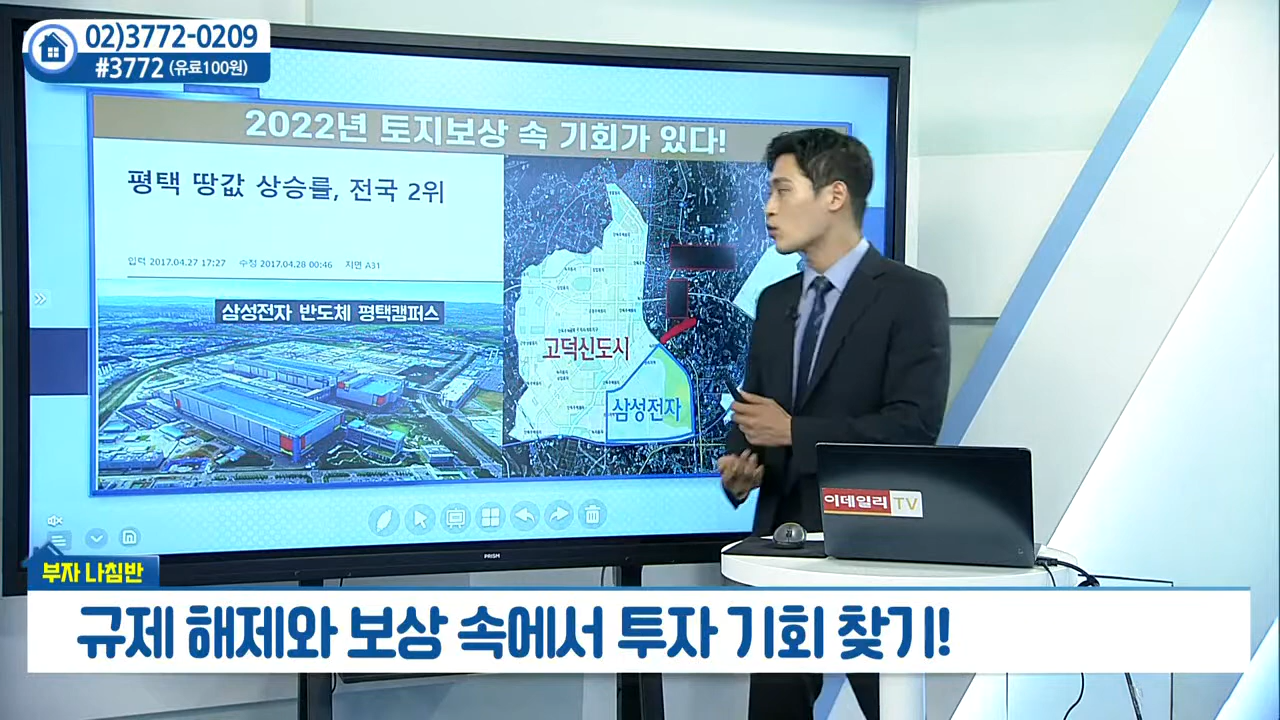 02)3772-0209
#3772 (유료100원)
2022년 토지보상 속 기회가 있다!
평택 땅값 상승률, 전국 2위
입력 2017.04.27 17:27 수정 2017.04.28 00:46 지면 A31
삼성전자 반도체 평택캠퍼스
고덕신도시
삼성전자
이데일리 TV
PRISM
부자 나침반
규제 해제와 보상 속에서 투자 기회 찾기!